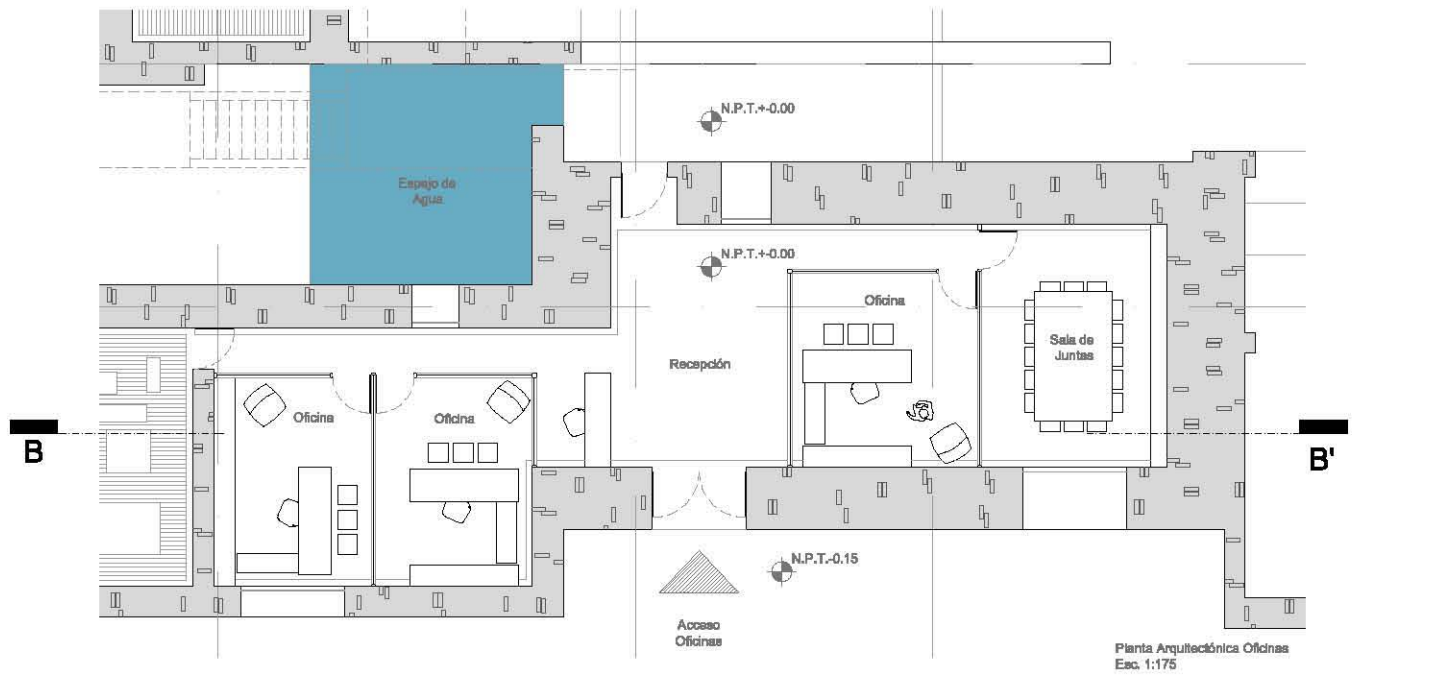 N.P.T.+-0.00
Espejo de
Agua
N.P.T.+-0.00
Oficina
Sala de
Juntas
Recepción
Oficina
Oficina
B
B'
N.P.T.-0.15
Acceso
Oficinas
Planta Arquitectónica Oficinas
Esc. 1:175